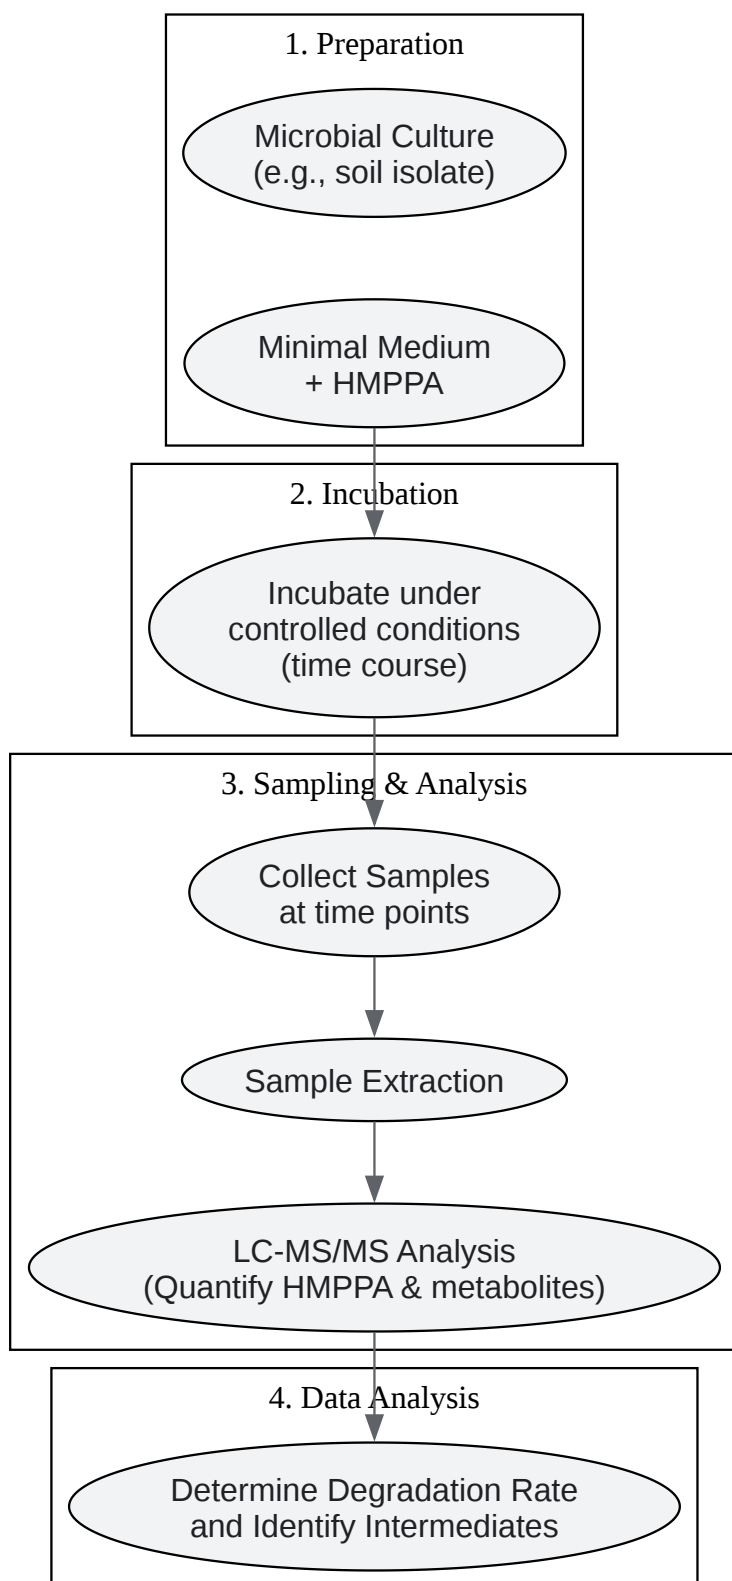 1. Preparation
Microbial Culture
(e.g., soil isolate)
Minimal Medium
+ HMPPA
2. Incubation
Incubate under
controlled conditions
(time course)
3. Sampling & Analysis
Collect Samples
at time points
Sample Extraction
LC-MS/MS Analysis
(Quantify HMPPA & metabolites)
4. Data Analysis
Determine Degradation Rate
and Identify Intermediates